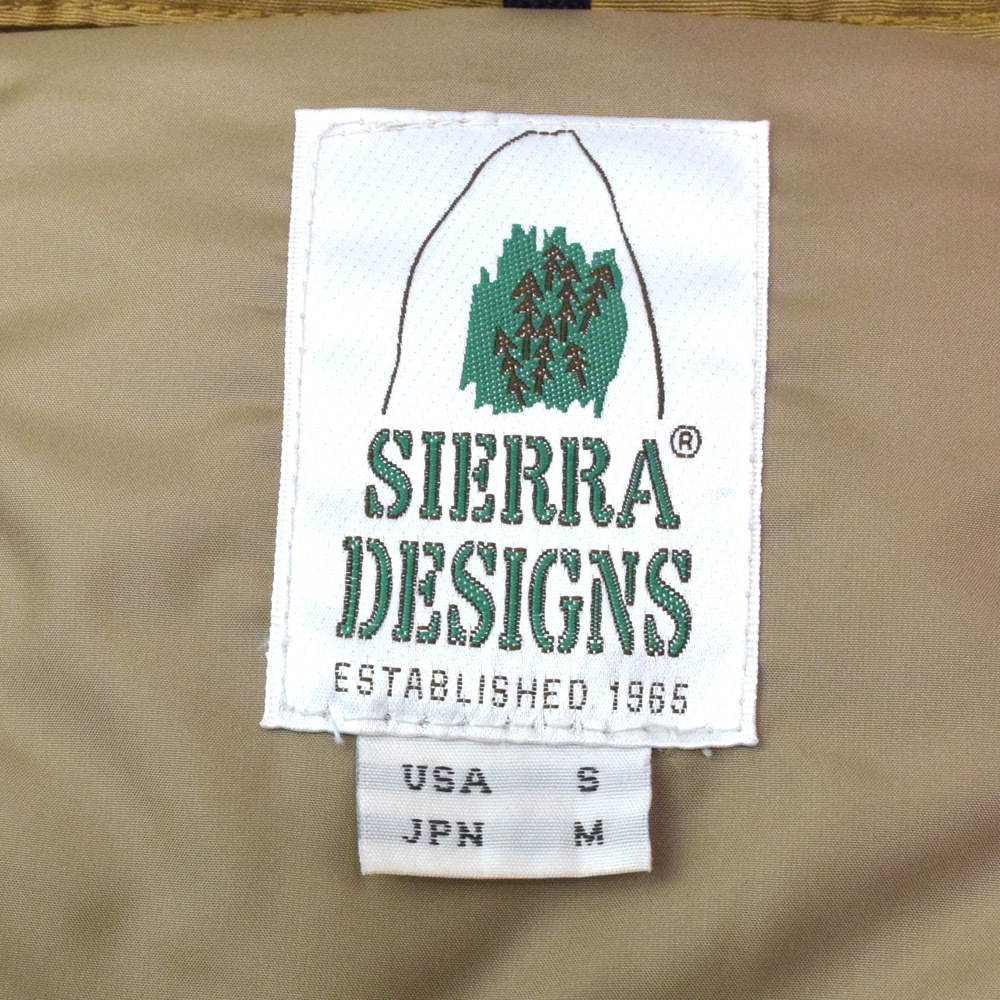 SIERRA®
DESIGNS
ESTABLISHED 1965
USA S
JPN M